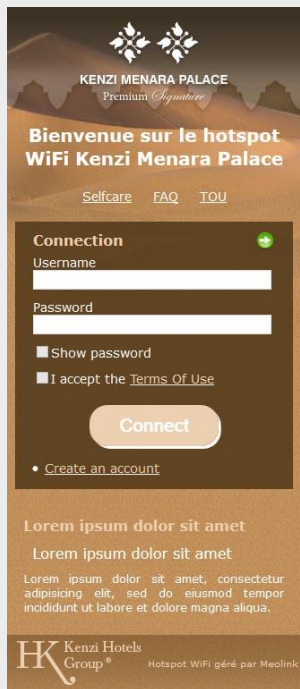 KENZI MENARA PALACE
Premium Signature
Bienvenue sur le hotspot
WiFi Kenzi Menara Palace
Selfcare FAQ TOU
Connection
Username
Password
Show password
I accept the Terms Of Use
Connect
Create an account
Lorem ipsum dolor sit amet
Lorem ipsum dolor sit amet
Lorem ipsum dolor sit amet, consectetur
adipisicing elit, sed do eiusmod tempor
incididunt ut labore et dolore magna aliqua.
HK Kenzi Hotels
Group®
Hotspot WiFi géré par Meolink